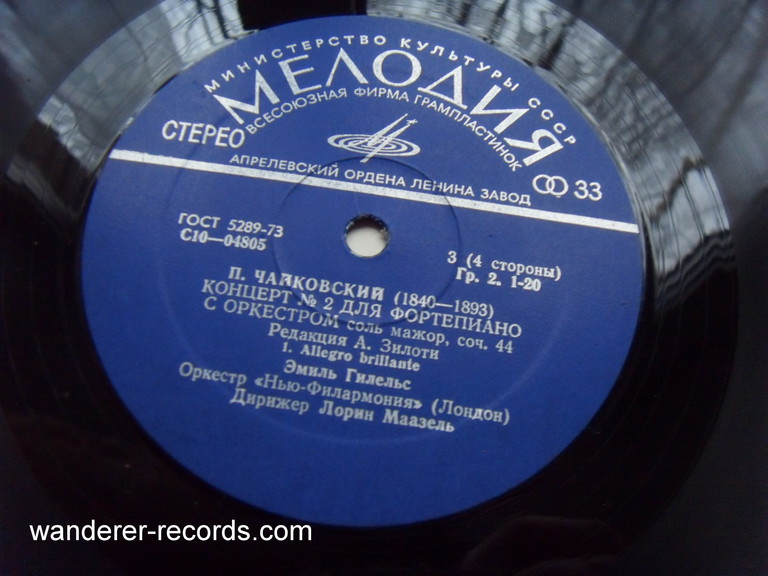 МИНИСТЕРСТВО КУЛЬТУРЫ СССР
МЕЛОДИЯ
ВСЕСОЮЗНАЯ ФИРМА ГРАМПЛАСТИНОК
СТЕРЕО
АПРЕЛЕВСКИЙ ОРДЕНА ЛЕНИНА ЗАВОД
33
ГОСТ 5289-73
С10—04805
3 (4 стороны)
Гр. 2. 1-20
П. ЧАЙКОВСКИЙ (1840—1893)
КОНЦЕРТ № 2 ДЛЯ ФОРТЕПИАНО
С ОРКЕСТРОМ соль мажор, соч. 44
Редакция А. Зилоти
1. Allegro brillante
Эмиль Гилельс
Оркестр «Нью-Филармония» (Лондон)
Дирижер Лорин Маазель
wanderer-records.com